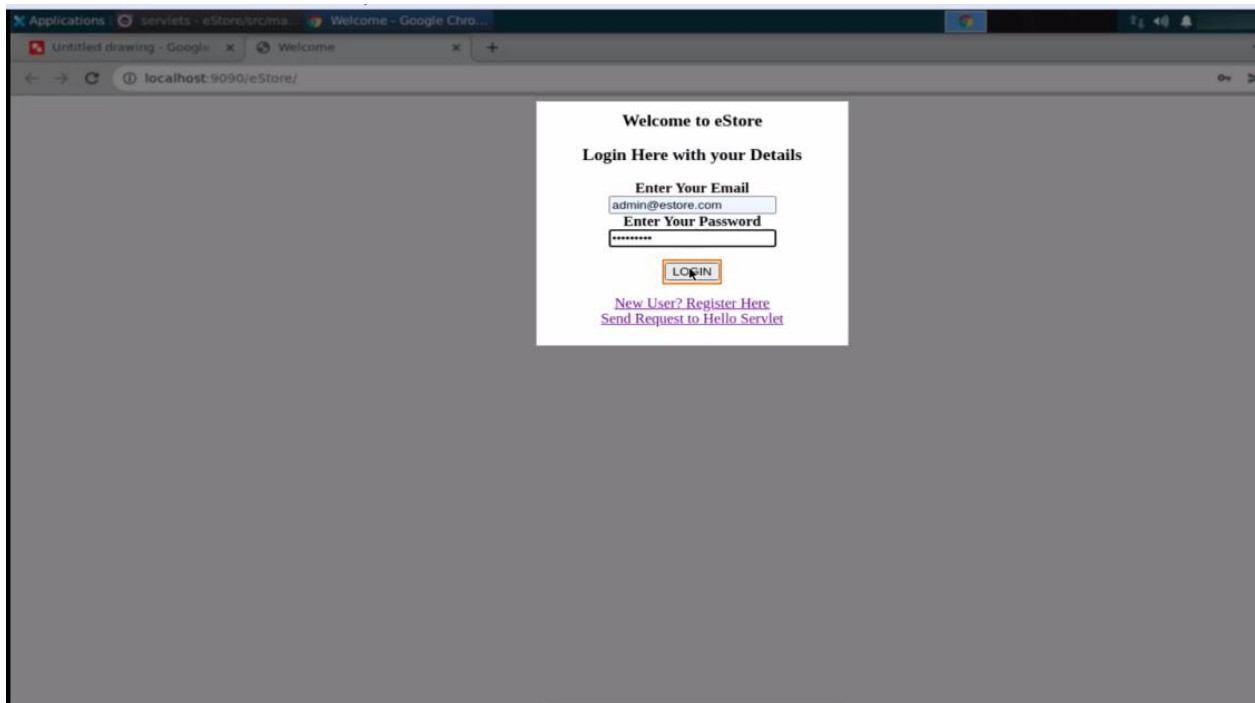 Applications : servlets - eStore/src/ma... Welcome - Google Chro...
Untitled drawing - Google × Welcome × +
localhost:9090/eStore/
Welcome to eStore
Login Here with your Details
Enter Your Email
admin@estore.com
Enter Your Password
•••••••••
LOGIN
New User? Register Here
Send Request to Hello Servlet